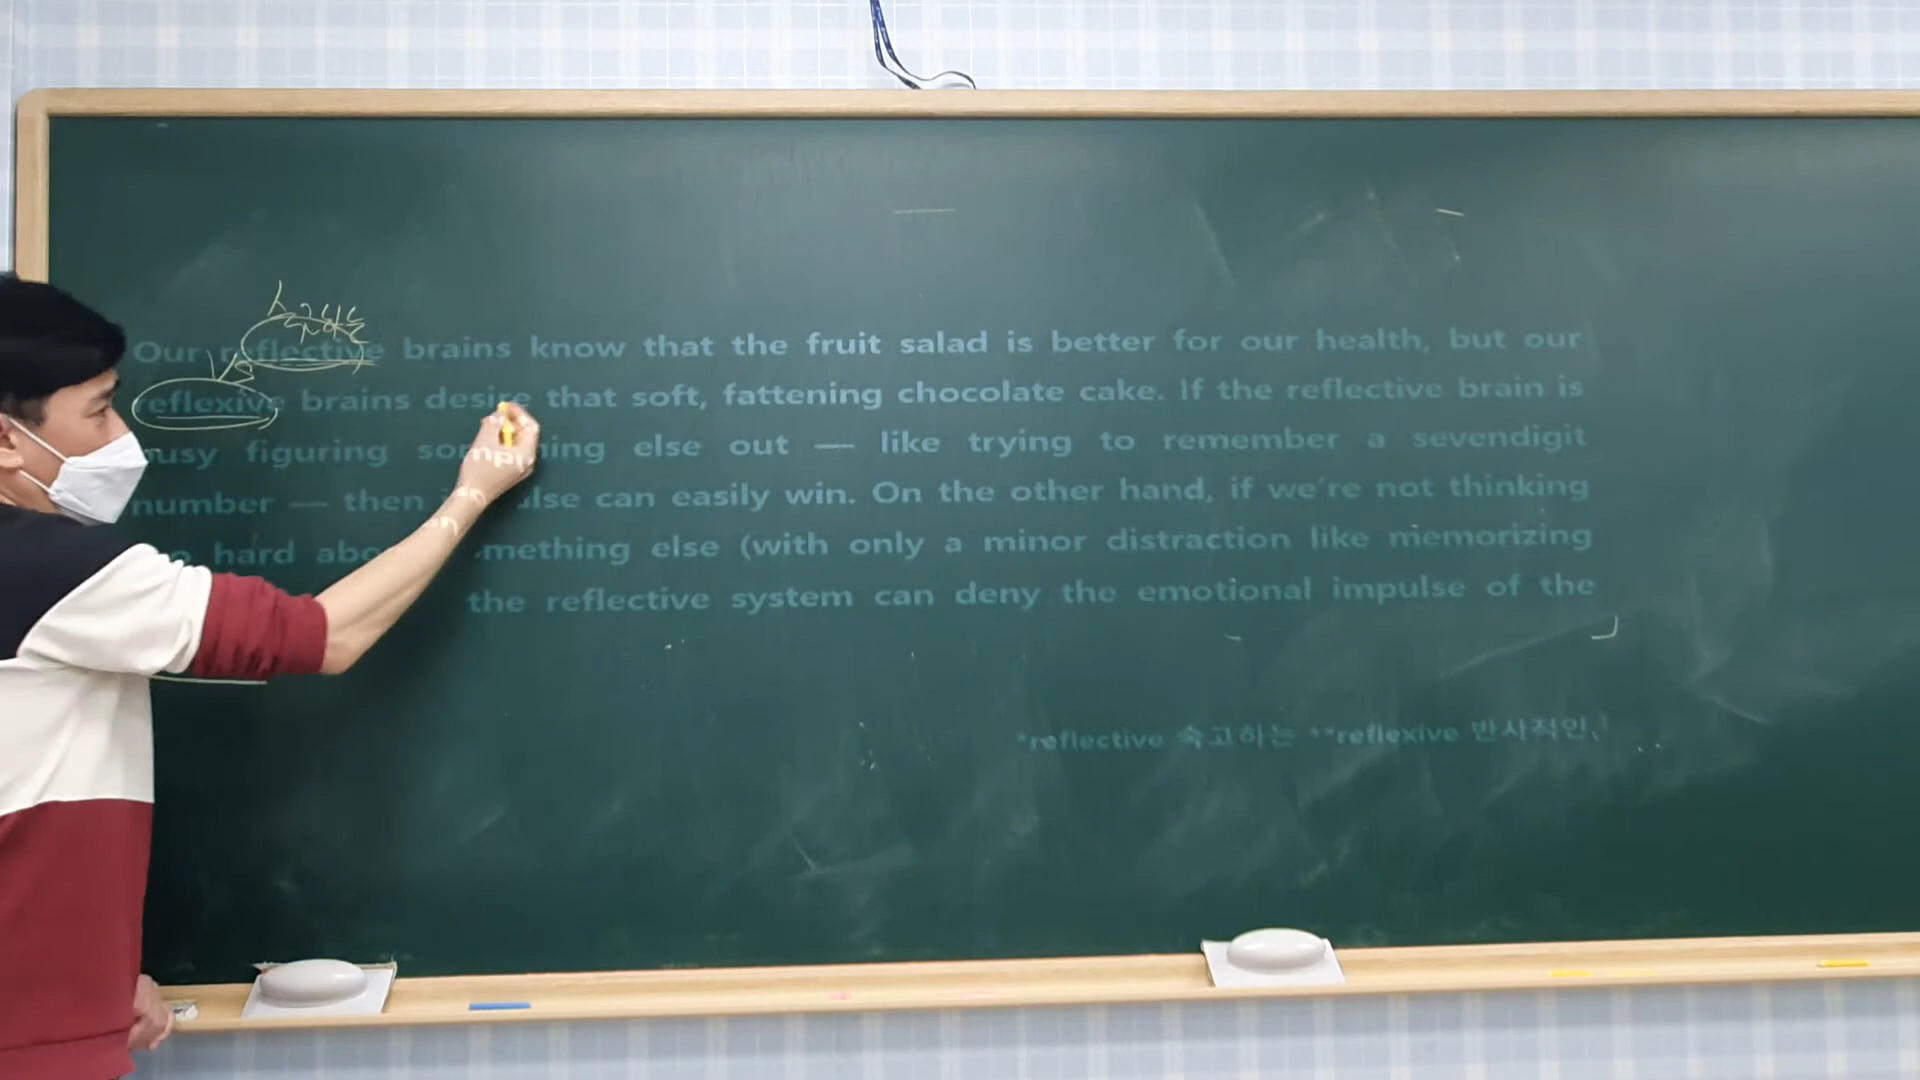 숙고하는
Our reflective brains know that the fruit salad is better for our health, but our
vs
reflexive brains desire that soft, fattening chocolate cake. If the reflective brain is
busy figuring something else out — like trying to remember a sevendigit
number — then impulse can easily win. On the other hand, if we're not thinking
hard something else (with only a minor distraction like memorizing
the reflective system can deny the emotional impulse of the
*reflective 숙고하는 **reflexive 반사적인